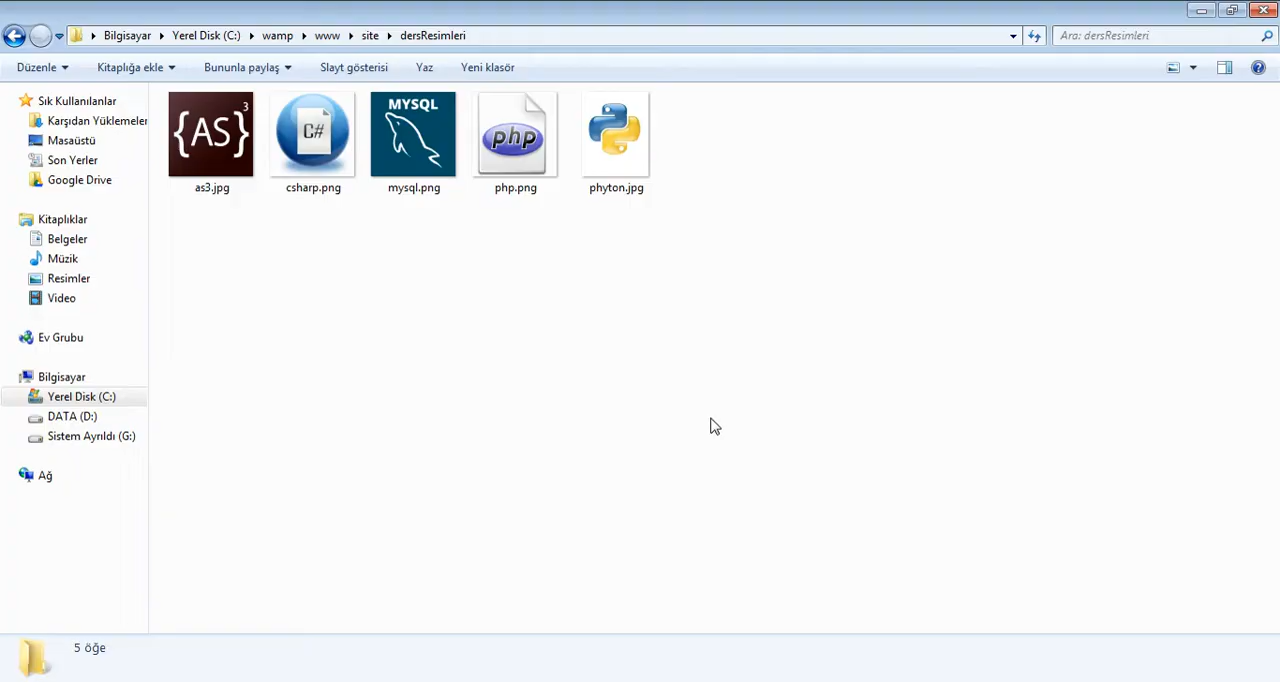 Bilgisayar Yerel Disk (C:) wamp www site dersResimleri Ara: dersResimleri
Düzenle Kitaplığa ekle Bununla paylaş Slayt gösterisi Yaz Yeni klasör
Sık Kullanılanlar
Karşıdan Yüklemeler
Masaüstü
Son Yerler
Google Drive
Kitaplıklar
Belgeler
Müzik
Resimler
Video
Ev Grubu
Bilgisayar
Yerel Disk (C:)
DATA (D:)
Sistem Ayrıldı (G:)
Ağ
{AS}3
C#
MYSQL
php
as3.jpg csharp.png mysql.png php.png phyton.jpg
5 öğe